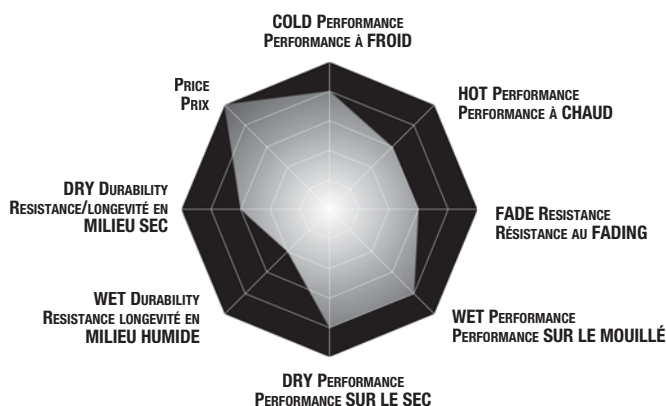 COLD PERFORMANCE
PERFORMANCE À FROID
PRICE
PRIX
HOT PERFORMANCE
PERFORMANCE À CHAUD
DRY DURABILITY
RESISTANCE/LONGEVITÉ EN
MILIEU SEC
FADE RESISTANCE
RÉSISTANCE AU FADING
WET DURABILITY
RESISTANCE LONGEVITÉ EN
MILIEU HUMIDE
WET PERFORMANCE
PERFORMANCE SUR LE MOUILLÉ
DRY PERFORMANCE
PERFORMANCE SUR LE SEC